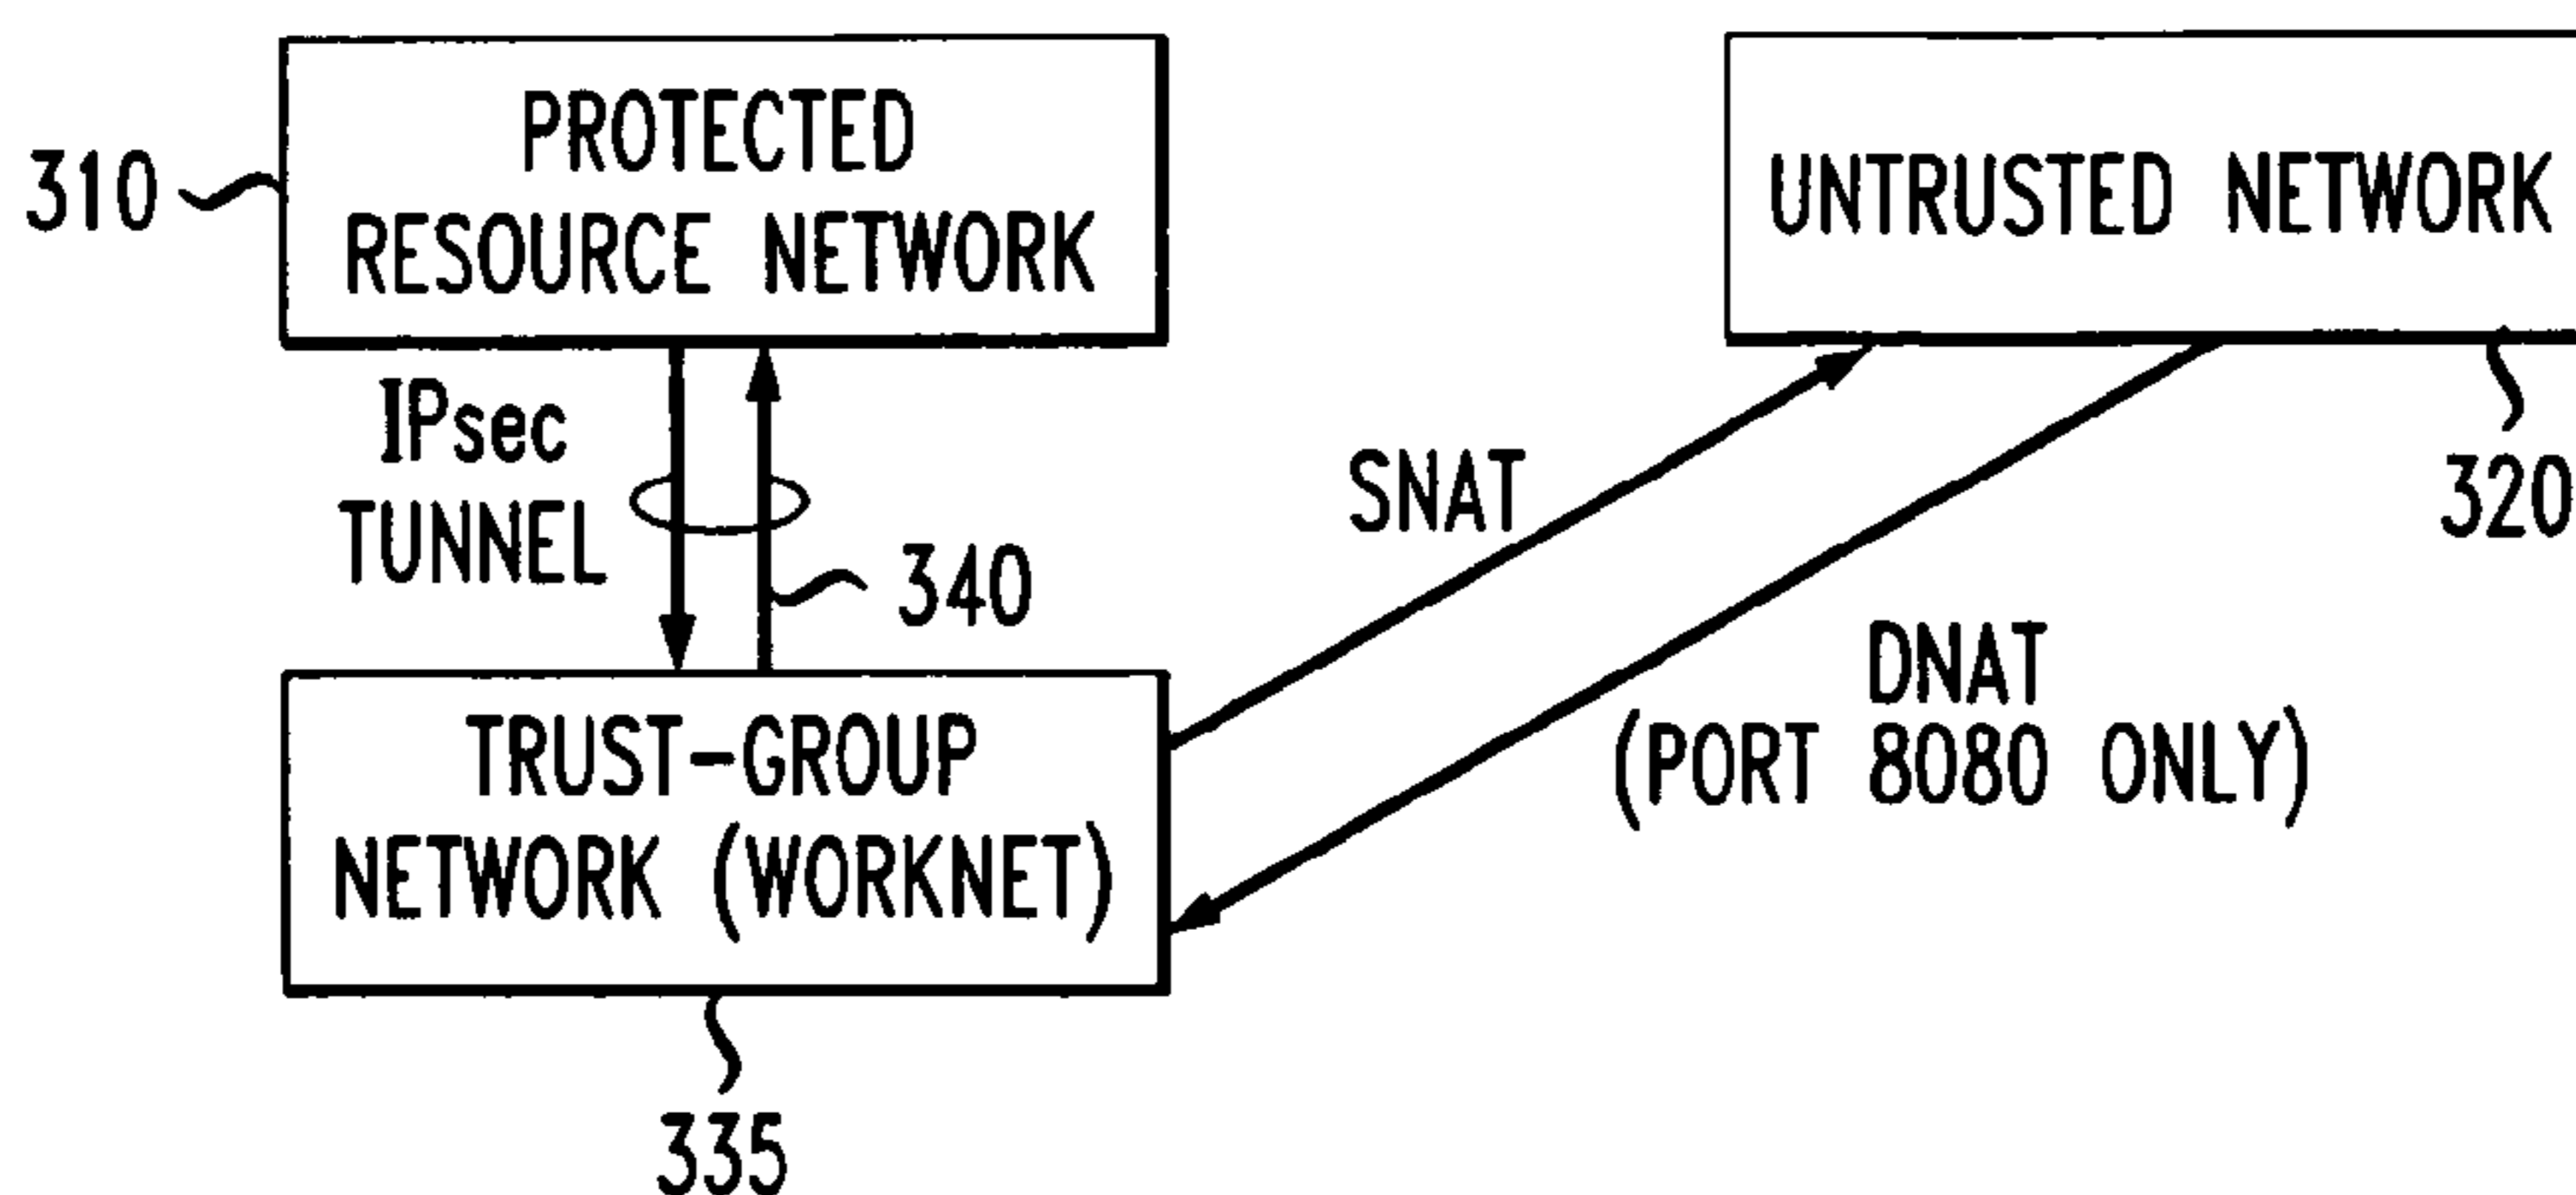 PROTECTED
RESOURCE NETWORK
310
UNTRUSTED NETWORK
320
IPsec
TUNNEL
340
SNAT
DNAT
(PORT 8080 ONLY)
TRUST-GROUP
NETWORK (WORKNET)
335